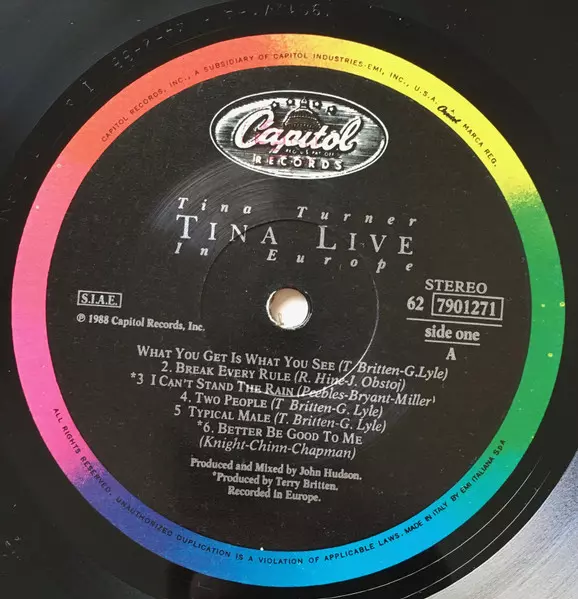 CAPITOL RECORDS, INC., A SUBSIDIARY OF CAPITOL INDUSTRIES-EMI, INC., U.S.A.
Capitol MARCA REG.
Capitol
RECORDS
Tina Turner
TINA LIVE
In Europe
S.I.A.E.
℗ 1988 Capitol Records, Inc.
STEREO
62 7901271
side one
A
WHAT YOU GET IS WHAT YOU SEE (T. Britten-G.Lyle)
2. BREAK EVERY RULE (R. Hine-J. Obstoj)
*3 I CAN'T STAND THE RAIN (Peebles-Bryant-Miller)
4. TWO PEOPLE (T Britten-G. Lyle)
5 TYPICAL MALE (T. Britten-G. Lyle)
*6. BETTER BE GOOD TO ME
(Knight-Chinn-Chapman)
Produced and Mixed by John Hudson.
*Produced by Terry Britten.
Recorded in Europe.
ALL RIGHTS RESERVED. UNAUTHORIZED DUPLICATION IS A VIOLATION OF APPLICABLE LAWS. MADE IN ITALY BY EMI ITALIANA S.p.A